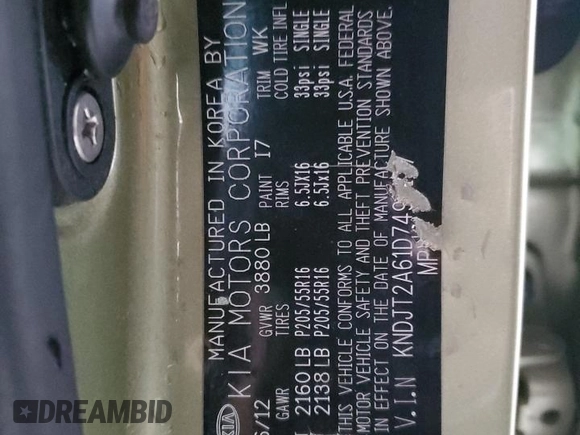 MANUFACTURED IN KOREA BY
KIA KIA MOTORS CORPORATION
/12 GVWR 3880 LB PAINT I7 TRIM WK
GAWR TIRES RIMS COLD TIRE INFL
2160 LB P205/55R16 6.5JX16 33psi SINGLE
2138 LB P205/55R16 6.5JX16 33psi SINGLE
THIS VEHICLE CONFORMS TO ALL APPLICABLE U.S.A. FEDERAL
MOTOR VEHICLE SAFETY AND THEFT PREVENTION STANDARDS
IN EFFECT ON THE DATE OF MANUFACTURE SHOWN ABOVE.
V.I.N KNDJT2A61D749
DREAMBID